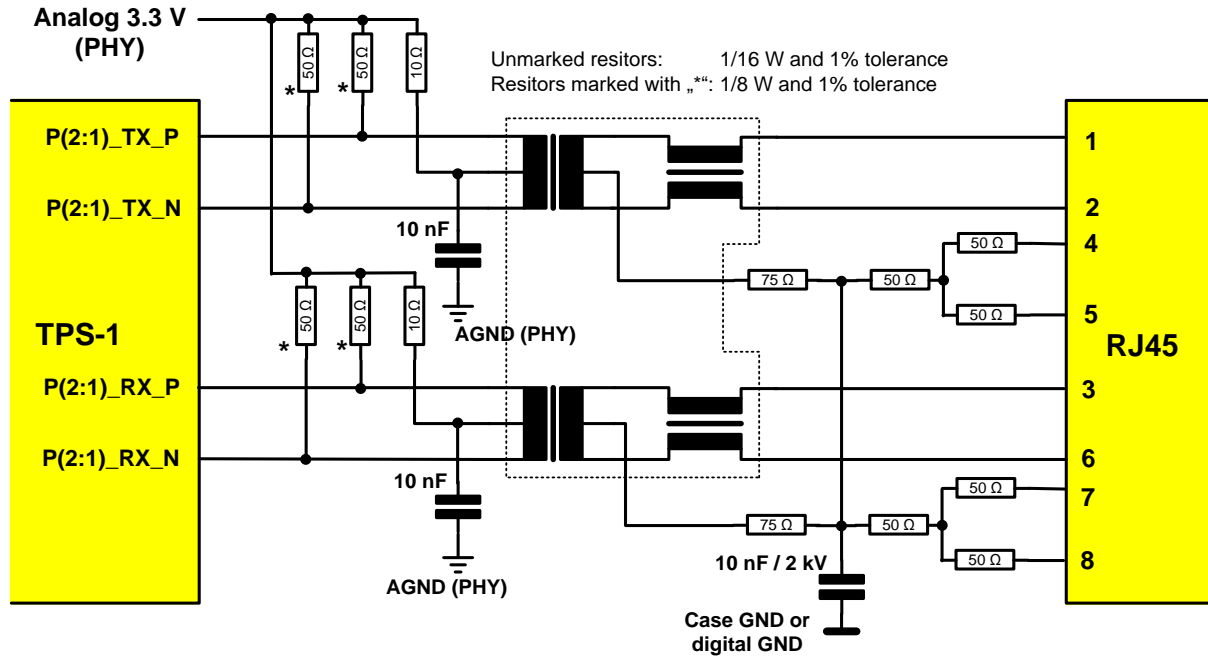 Analog 3.3 V
(PHY)
50 Ω
50 Ω
10 Ω
*
*
Unmarked resitors: 1/16 W and 1% tolerance
Resitors marked with „*“: 1/8 W and 1% tolerance
P(2:1)_TX_P
1
P(2:1)_TX_N
2
10 nF
50 Ω
4
75 Ω
50 Ω
50 Ω
5
AGND (PHY)
50 Ω
50 Ω
10 Ω
*
*
TPS-1
RJ45
P(2:1)_RX_P
3
P(2:1)_RX_N
6
10 nF
50 Ω
7
75 Ω
50 Ω
50 Ω
8
AGND (PHY)
10 nF / 2 kV
Case GND or
digital GND